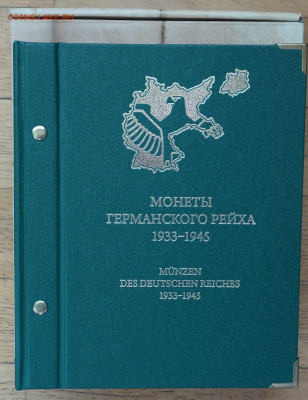 МОНЕТЫ
ГЕРМАНСКОГО РЕЙХА
1933–1945
MÜNZEN
DES DEUTSCHEN REICHES
1933–1945